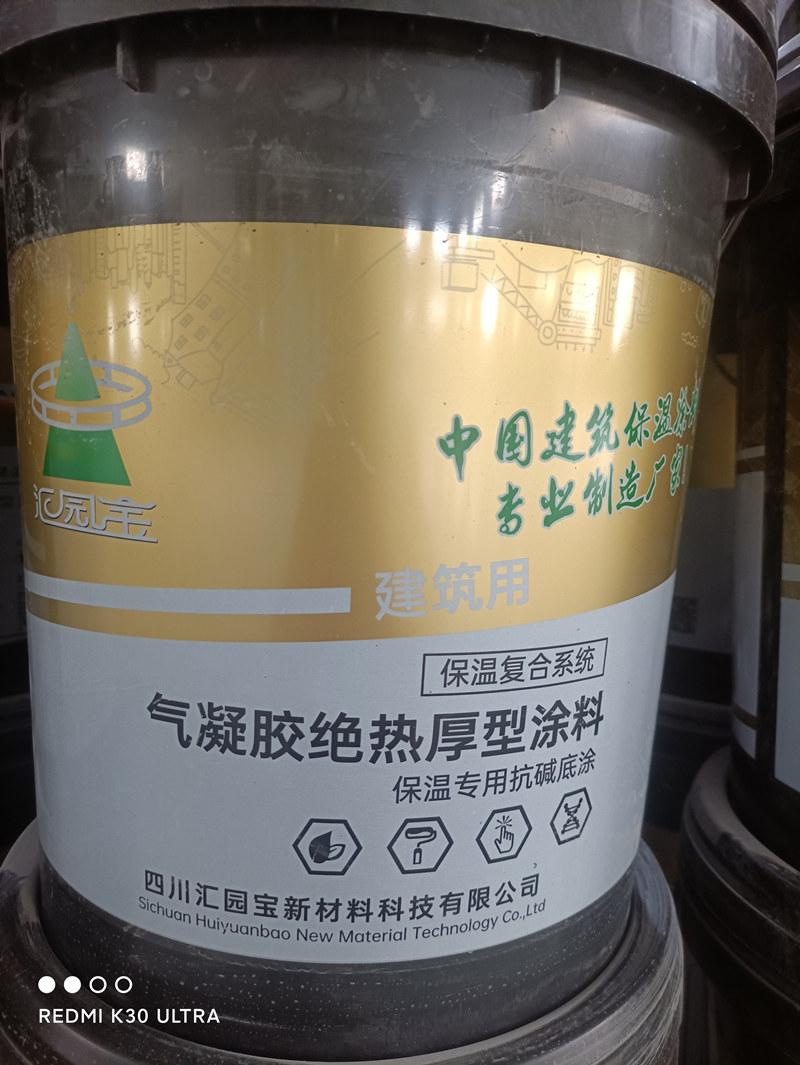 中国建筑保温涂料
专业制造厂家
汇园宝
建筑用
保温复合系统
气凝胶绝热厚型涂料
保温专用抗碱底涂
四川汇园宝新材料科技有限公司
Sichuan Huiyuanbao New Material Technology Co.,Ltd
REDMI K30 ULTRA